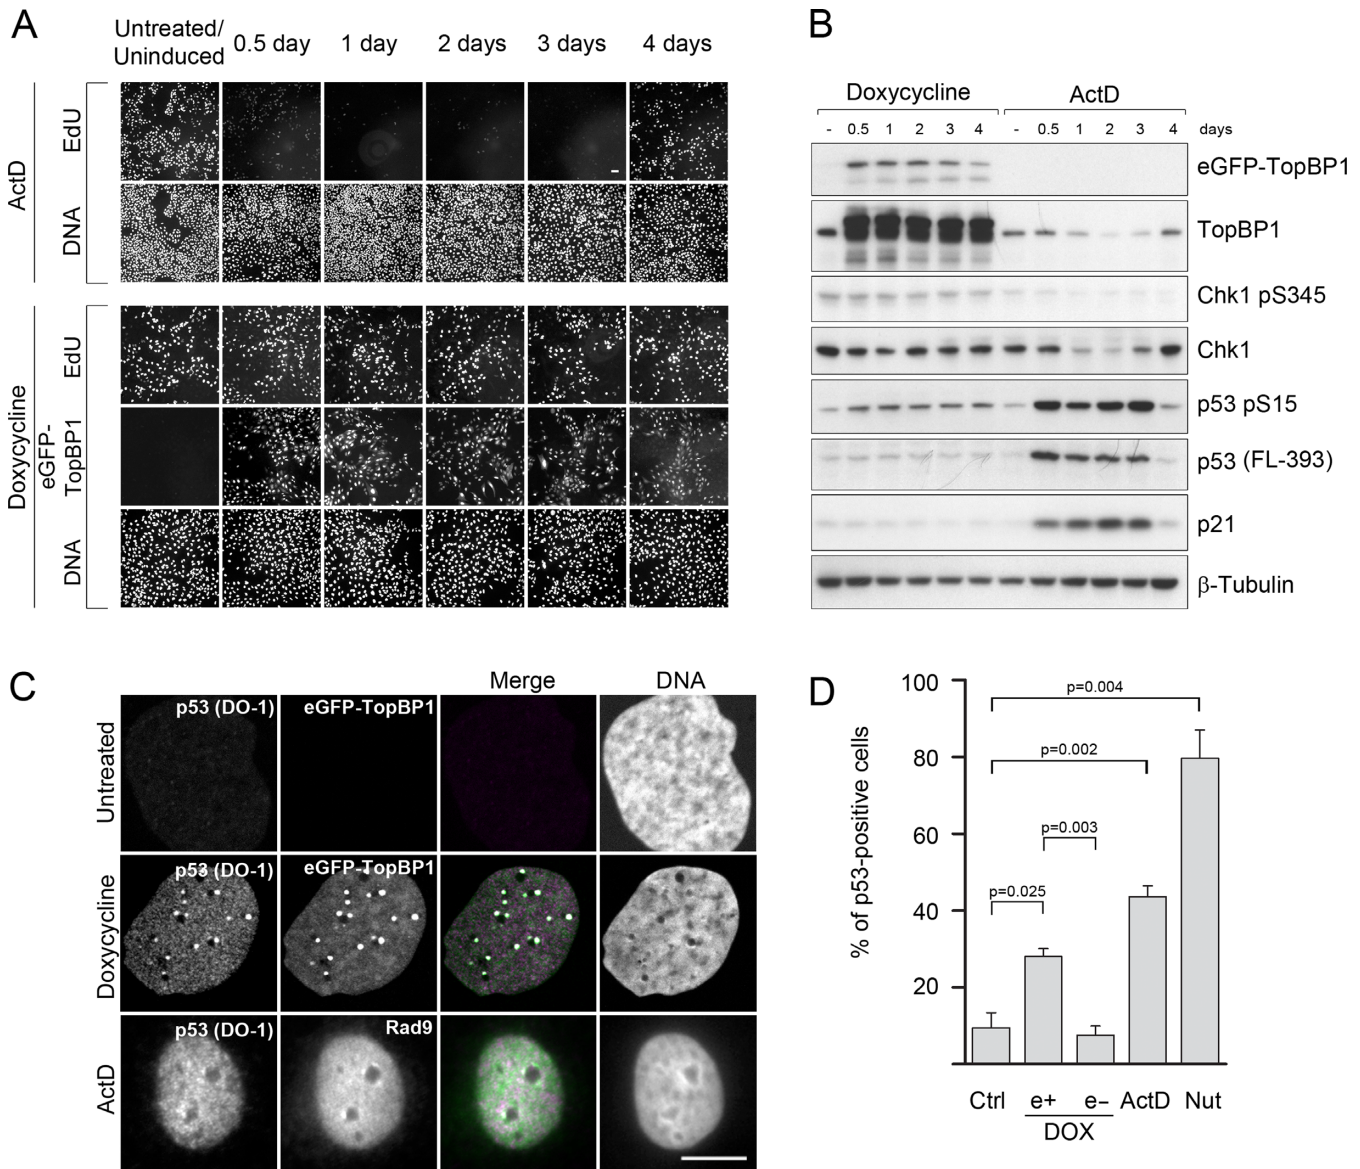 A
Untreated/
Uninduced
0.5 day
1 day
2 days
3 days
4 days
ActD
EdU
DNA
Doxycycline
EdU
eGFP-
TopBP1
DNA
B
Doxycycline
ActD
- 0.5 1 2 3 4 - 0.5 1 2 3 4 days
eGFP-TopBP1
TopBP1
Chk1 pS345
Chk1
p53 pS15
p53 (FL-393)
p21
β-Tubulin
C
Merge
DNA
Untreated
p53 (DO-1)
eGFP-TopBP1
Doxycycline
p53 (DO-1)
eGFP-TopBP1
ActD
p53 (DO-1)
Rad9
D
% of p53-positive cells
100
80
60
40
20
p=0.004
p=0.002
p=0.003
p=0.025
Ctrl e+ e– ActD Nut
DOX